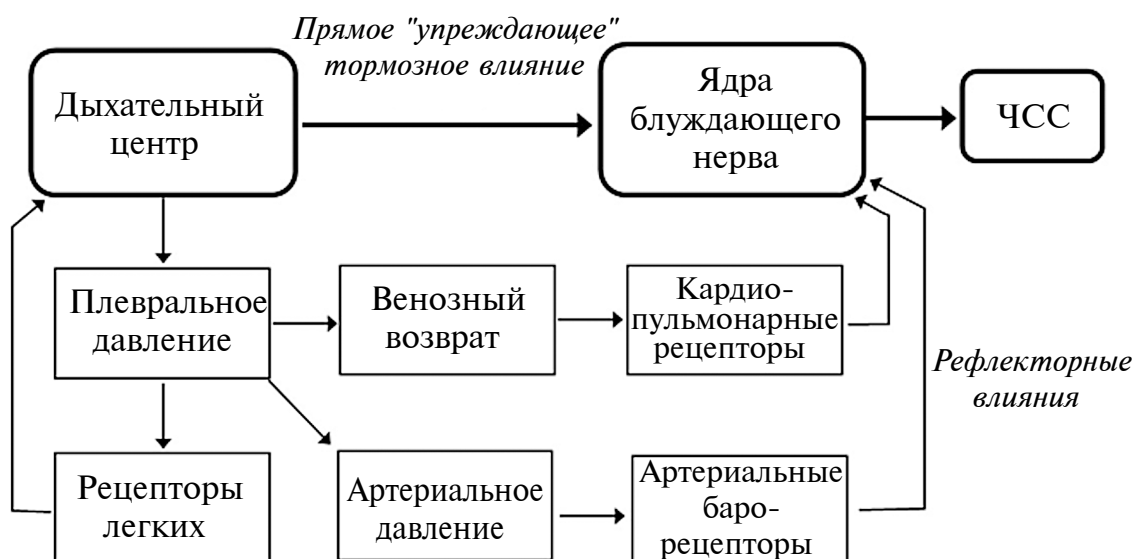 Прямое "упреждающее"
тормозное влияние
Дыхательный
центр
Ядра
блуждающего
нерва
ЧСС
Плевральное
давление
Венозный
возврат
Кардио-
пульмонарные
рецепторы
Рефлекторные
влияния
Рецепторы
легких
Артериальное
давление
Артериальные
баро-
рецепторы